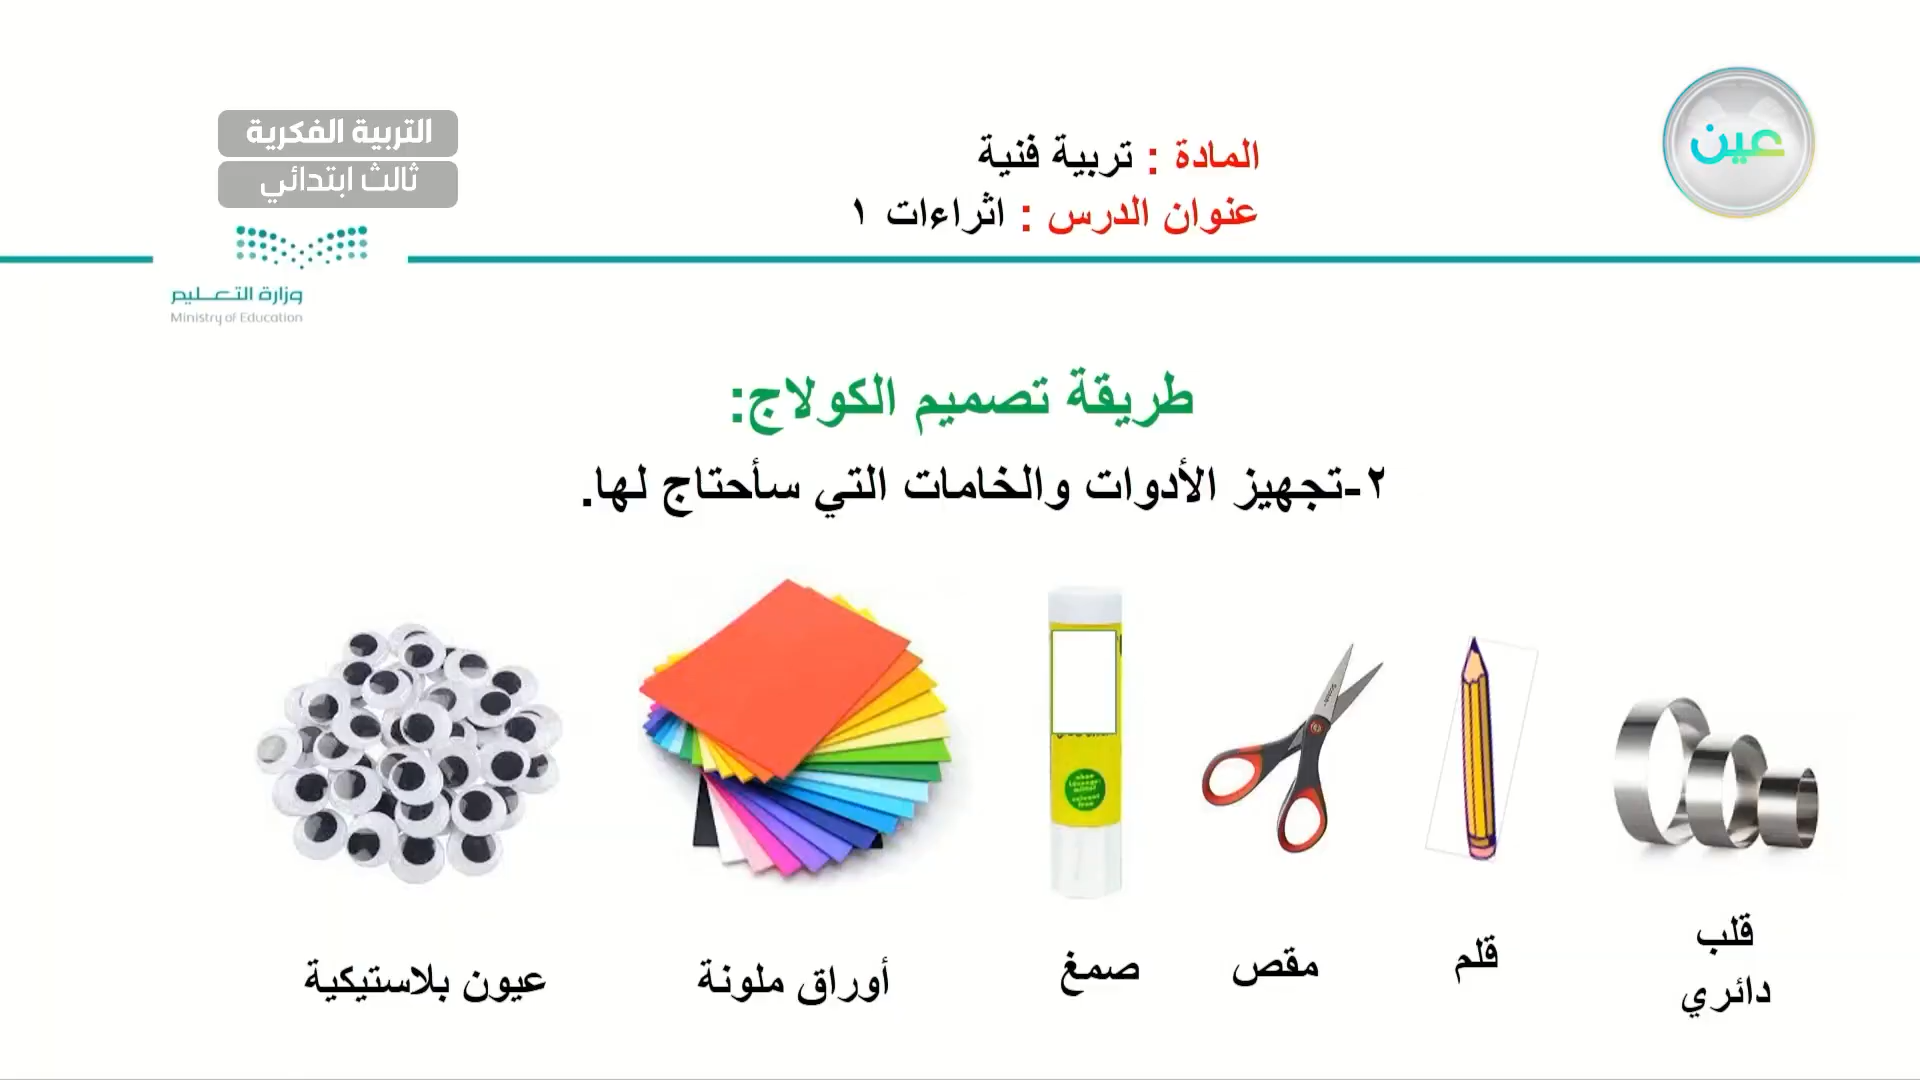 التربية الفكرية
ثالث ابتدائي
المادة : تربية فنية
عنوان الدرس : اثراءات ١
عين
وزارة التعليم
Ministry of Education
طريقة تصميم الكولاج:
٢-تجهيز الأدوات والخامات التي سأحتاج لها.
قلب
دائري
قلم
مقص
صمغ
أوراق ملونة
عيون بلاستيكية